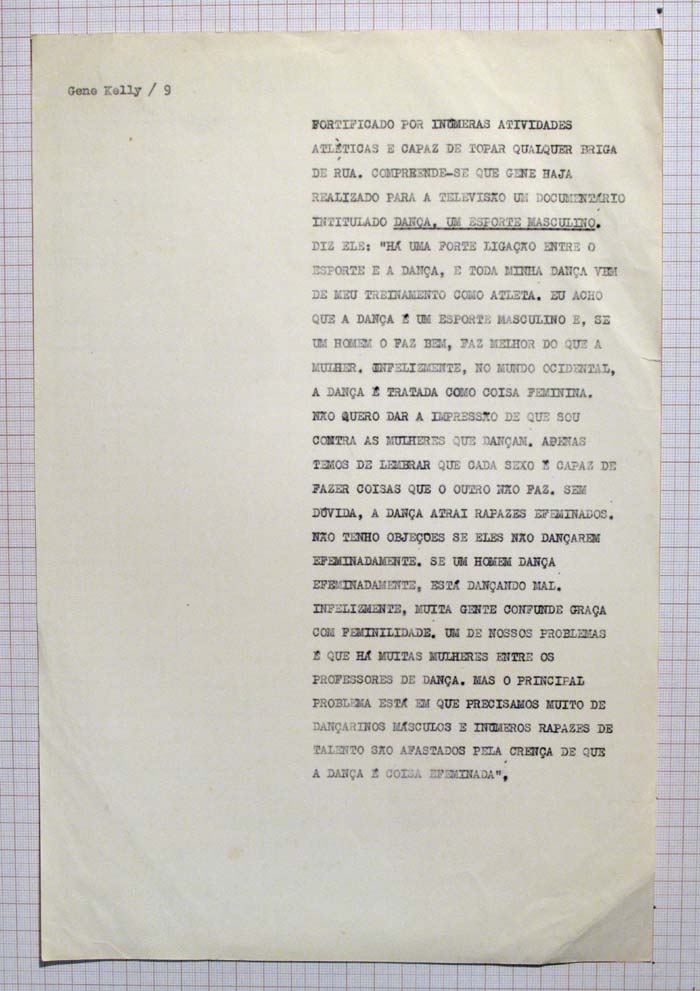 Gene Kelly / 9
FORTIFICADO POR INÚMERAS ATIVIDADES
ATLÉTICAS E CAPAZ DE TOPAR QUALQUER BRIGA
DE RUA. COMPREENDE-SE QUE GENE HAJA
REALIZADO PARA A TELEVISÃO UM DOCUMENTÁRIO
INTITULADO DANÇA, UM ESPORTE MASCULINO.
DIZ ELE: "HÁ UMA FORTE LIGAÇÃO ENTRE O
ESPORTE E A DANÇA, E TODA MINHA DANÇA VEM
DE MEU TREINAMENTO COMO ATLETA. EU ACHO
QUE A DANÇA É UM ESPORTE MASCULINO E, SE
UM HOMEM O FAZ BEM, FAZ MELHOR DO QUE A
MULHER. INFELIZMENTE, NO MUNDO OCIDENTAL,
A DANÇA É TRATADA COMO COISA FEMININA.
NÃO QUERO DAR A IMPRESSÃO DE QUE SOU
CONTRA AS MULHERES QUE DANÇAM. APENAS
TEMOS DE LEMBRAR QUE CADA SEXO É CAPAZ DE
FAZER COISAS QUE O OUTRO NÃO FAZ. SEM
DÚVIDA, A DANÇA ATRAI RAPAZES EFEMINADOS.
NÃO TENHO OBJEÇÕES SE ELES NÃO DANÇAREM
EFEMINADAMENTE. SE UM HOMEM DANÇA
EFEMINADAMENTE, ESTÁ DANÇANDO MAL.
INFELIZMENTE, MUITA GENTE CONFUNDE GRAÇA
COM FEMINILIDADE. UM DE NOSSOS PROBLEMAS
É QUE HÁ MUITAS MULHERES ENTRE OS
PROFESSORES DE DANÇA. MAS O PRINCIPAL
PROBLEMA ESTÁ EM QUE PRECISAMOS MUITO DE
DANÇARINOS MÁSCULOS E INÚMEROS RAPAZES DE
TALENTO SÃO AFASTADOS PELA CRENÇA DE QUE
A DANÇA É COISA EFEMINADA".